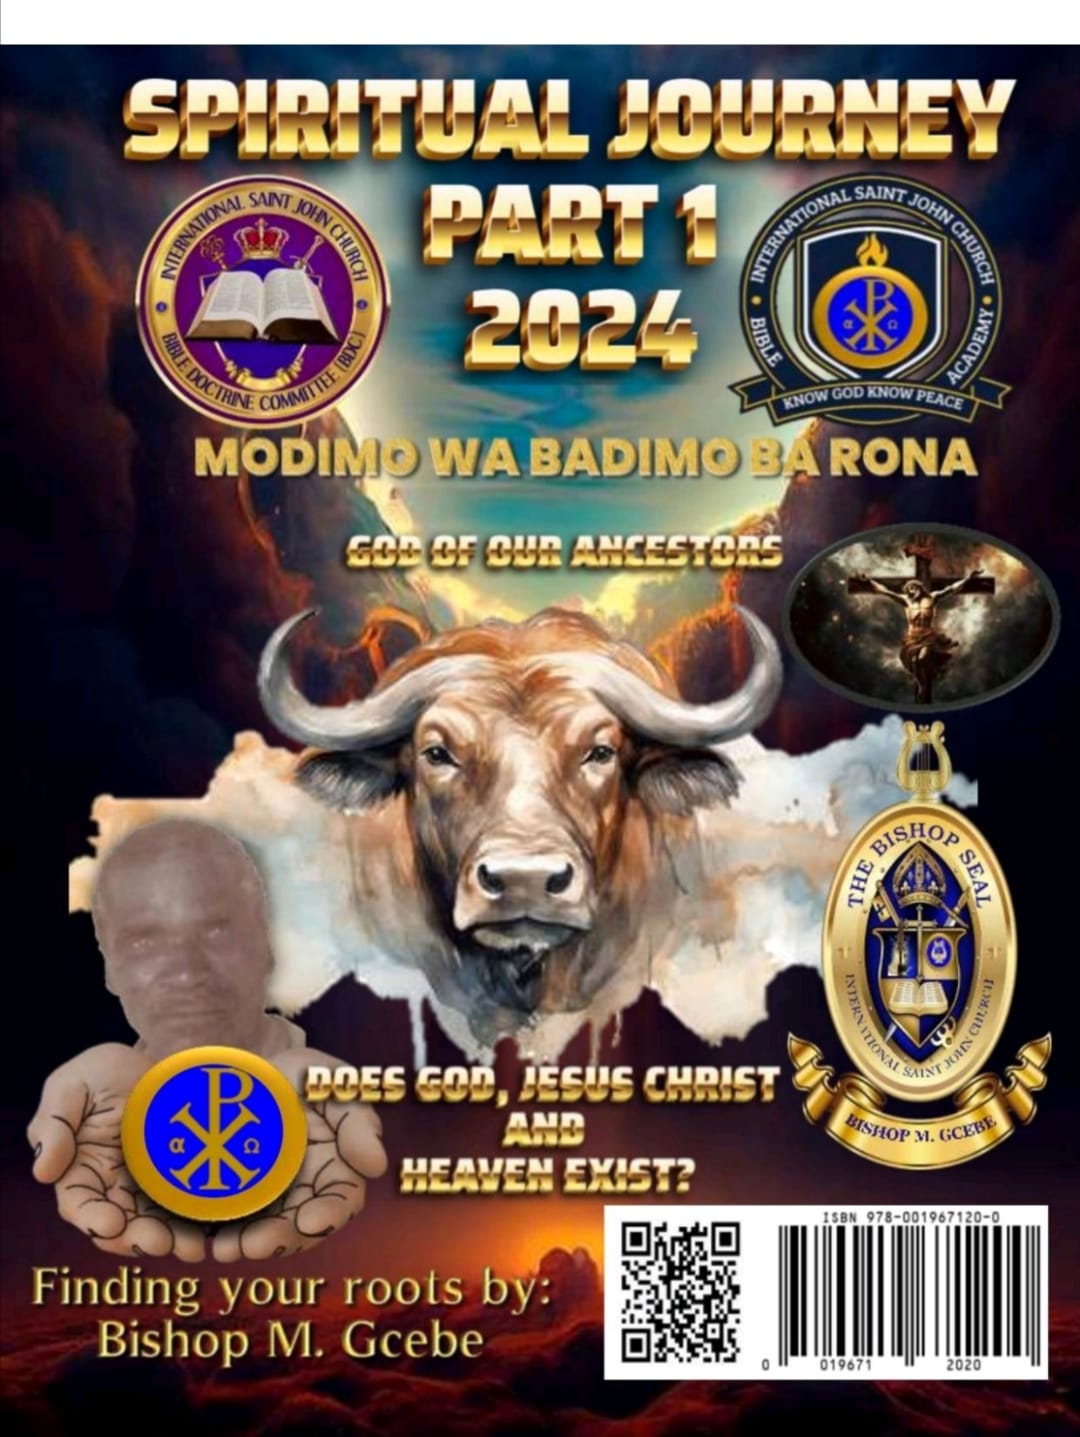 SPIRITUAL JOURNEY
PART 1
2024
INTERNATIONAL SAINT JOHN CHURCH
BIBLE DOCTRINE COMMITTEE (BDC)
INTERNATIONAL SAINT JOHN CHURCH
BIBLE ACADEMY
KNOW GOD KNOW PEACE
MODIMO WA BADIMO BA RONA
GOD OF OUR ANCESTORS
THE BISHOP SEAL
INTERNATIONAL SAINT JOHN CHURCH
BISHOP M. GCEBE
α Ω
DOES GOD, JESUS CHRIST
AND
HEAVEN EXIST?
Finding your roots by:
Bishop M. Gcebe
ISBN 978-001967120-0
0 019671 2020